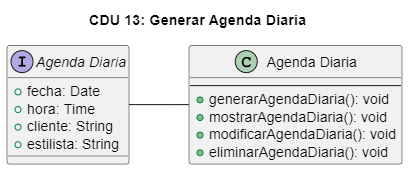 CDU 13: Generar Agenda Diaria
I Agenda Diaria
fecha: Date
hora: Time
cliente: String
estilista: String
C Agenda Diaria
generarAgendaDiaria(): void
mostrarAgendaDiaria(): void
modificarAgendaDiaria(): void
eliminarAgendaDiaria(): void